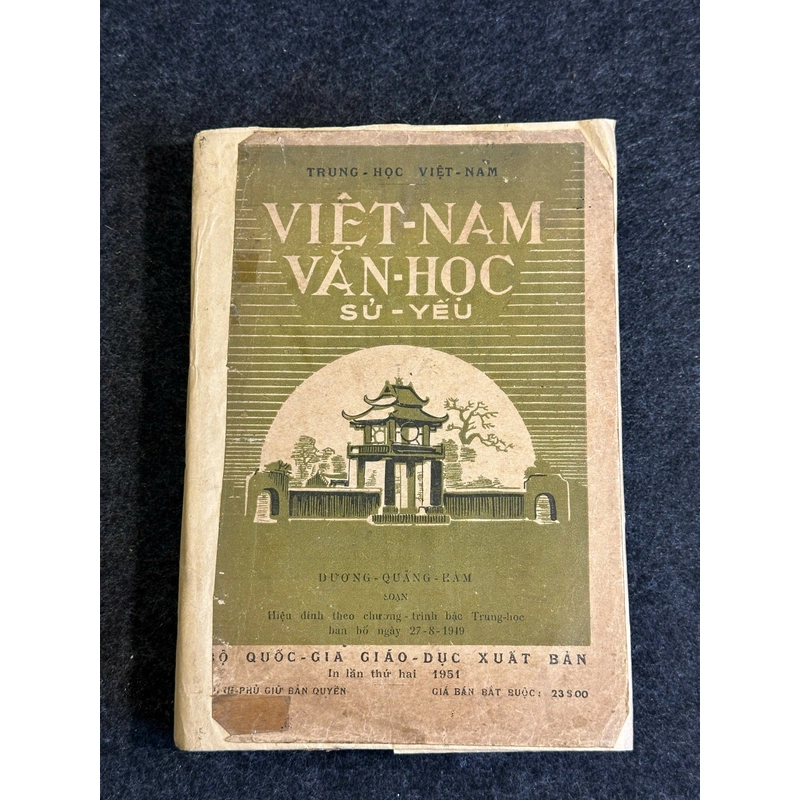 TRUNG-HỌC VIỆT-NAM
VIỆT-NAM
VĂN-HỌC
SỬ-YẾU
DƯƠNG-QUẢNG-HÀM
SOẠN
Hiệu đính theo chương-trình bậc Trung-học
ban bố ngày 27-8-1949
BỘ QUỐC-GIA GIÁO-DỤC XUẤT BẢN
In lần thứ hai 1951
PHỦ GIỮ BẢN QUYỀN
GIÁ BÁN BẮT BUỘC: 23$00